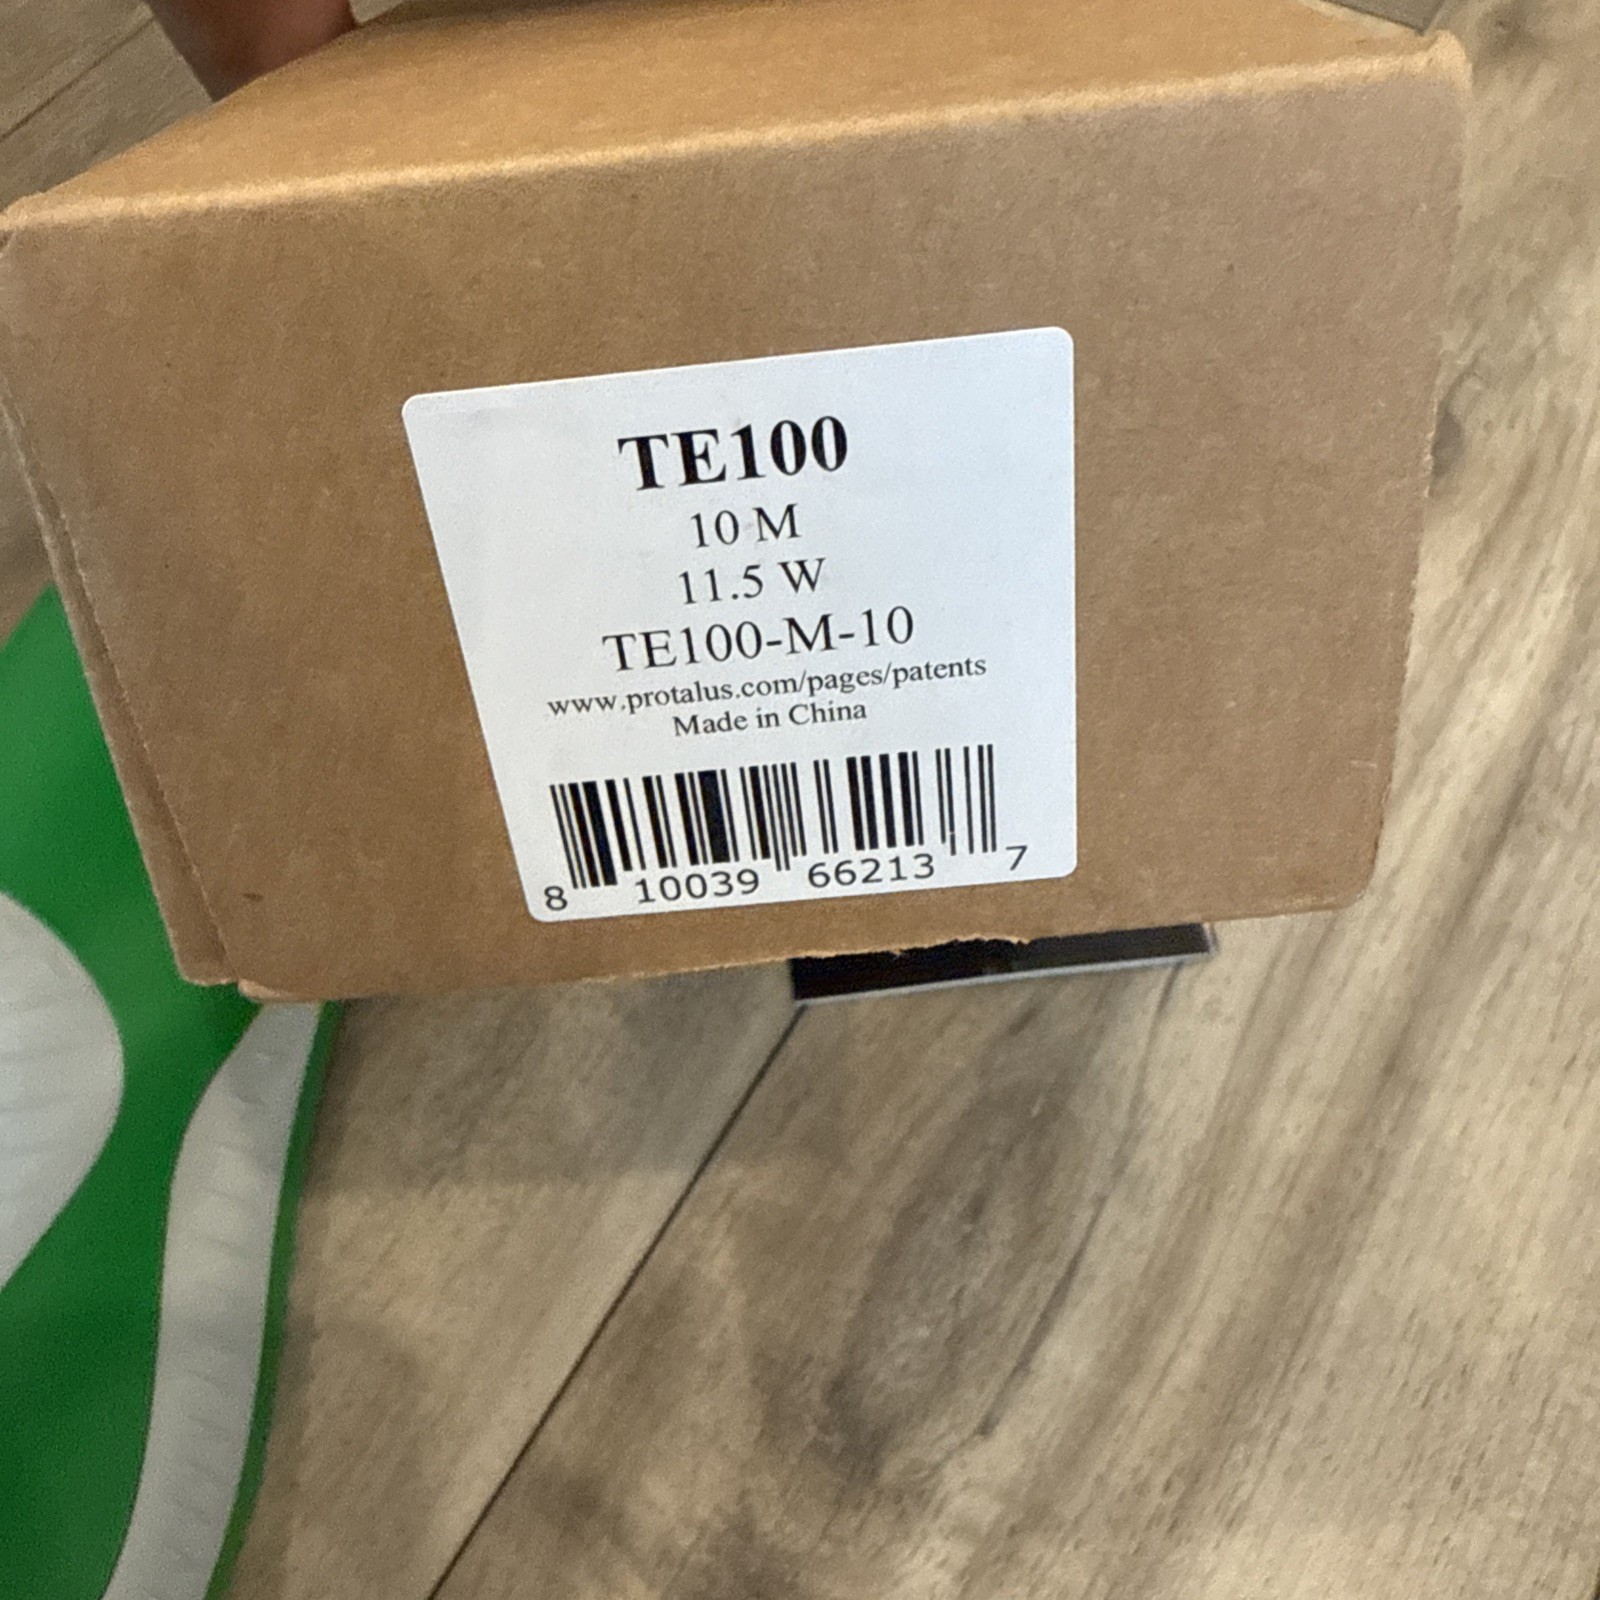 TE100
10 M
11.5 W
TE100-M-10
www.protalus.com/pages/patents
Made in China
8 10039 66213 7